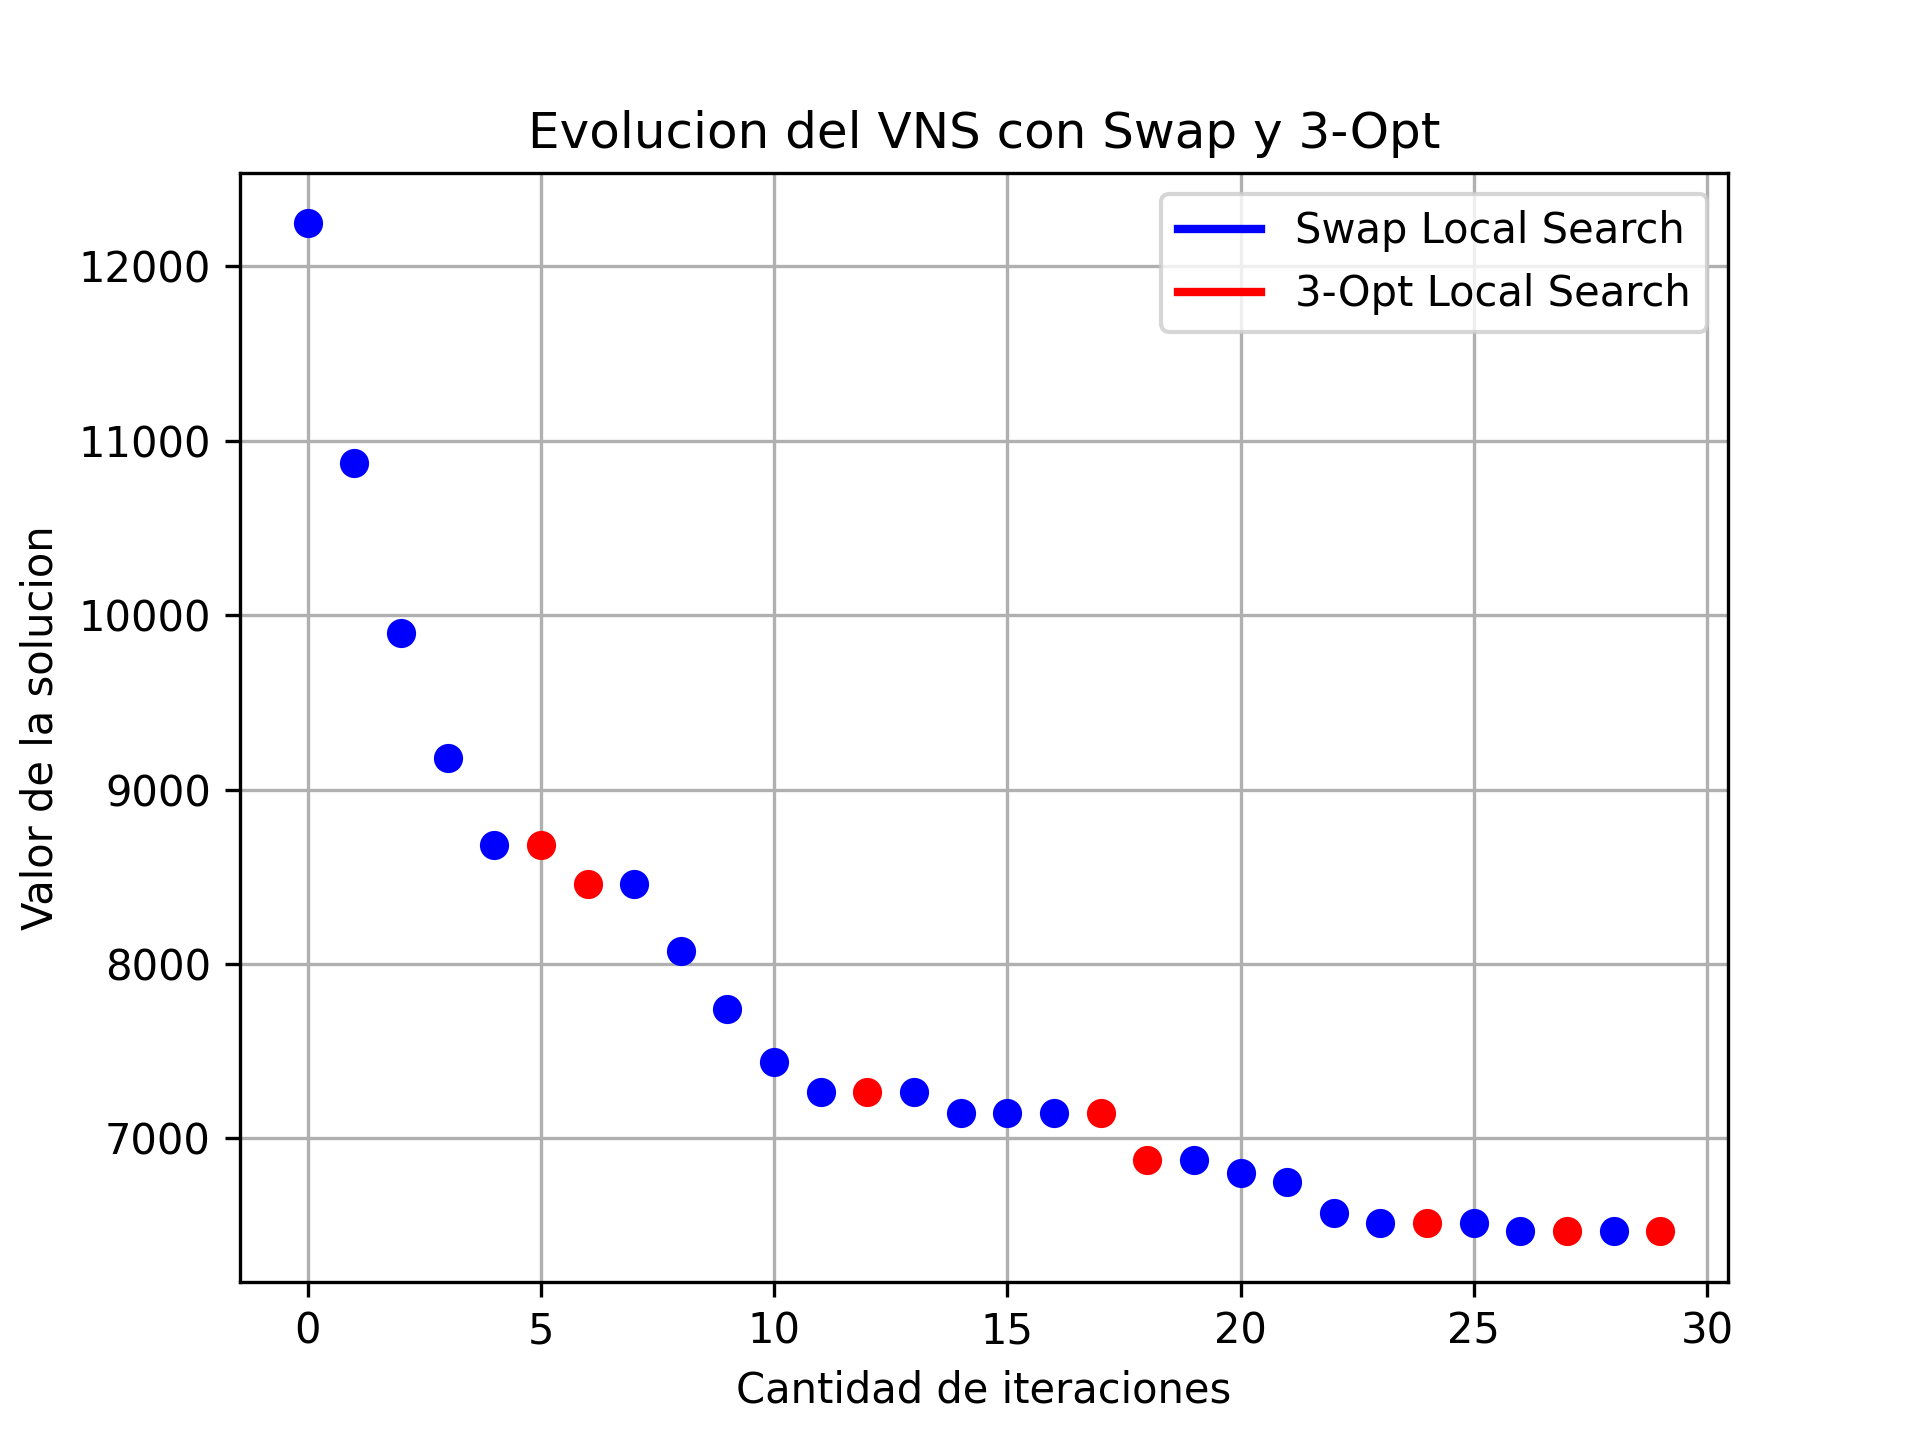 Evolucion del VNS con Swap y 3-Opt
Swap Local Search
3-Opt Local Search
Valor de la solucion
12000
11000
10000
9000
8000
7000
0 5 10 15 20 25 30
Cantidad de iteraciones